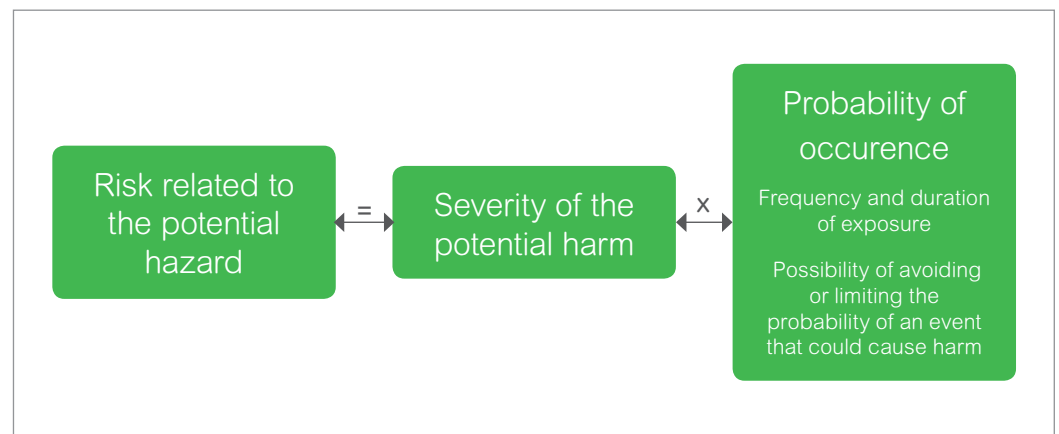 Risk related to
the potential
hazard
=
Severity of the
potential harm
x
Probability of
occurence
Frequency and duration
of exposure
Possibility of avoiding
or limiting the
probability of an event
that could cause harm